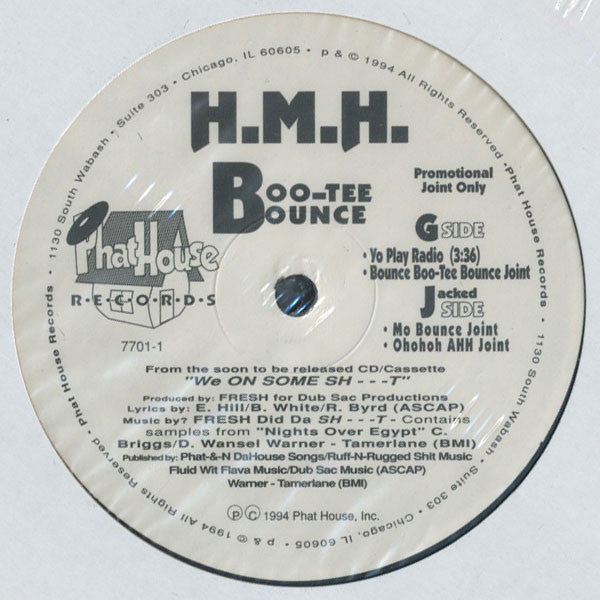 1130 South Wabash • Suite 303 • Chicago, IL 60605 • p & © 1994 All Rights Reserved • Phat House Records • 1130 South Wabash • Suite 303 • Chicago, IL 60605 • p & © 1994 All Rights Reserved • Phat House Records •
H.M.H.
BOO-TEE
BOUNCE
Promotional
Joint Only
PhatHouse
R•E•C•O•R•D•S
7701-1
G SIDE
• Yo Play Radio (3:36)
• Bounce Boo-Tee Bounce Joint
Jacked
SIDE
• Mo Bounce Joint
• Ohohoh AHH Joint
From the soon to be released CD/Cassette
"We ON SOME SH - - -T"
Produced by: FRESH for Dub Sac Productions
Lyrics by: E. Hill/B. White/R. Byrd (ASCAP)
Music by? FRESH Did Da SH - - -T- Contains
samples from "Nights Over Egypt" C.
Briggs/D. Wansel Warner - Tamerlane (BMI)
Published by: Phat-&-N DaHouse Songs/Ruff-N-Rugged Shit Music
Fluid Wit Flava Music/Dub Sac Music (ASCAP)
Warner - Tamerlane (BMI)
Ⓟ © 1994 Phat House, Inc.